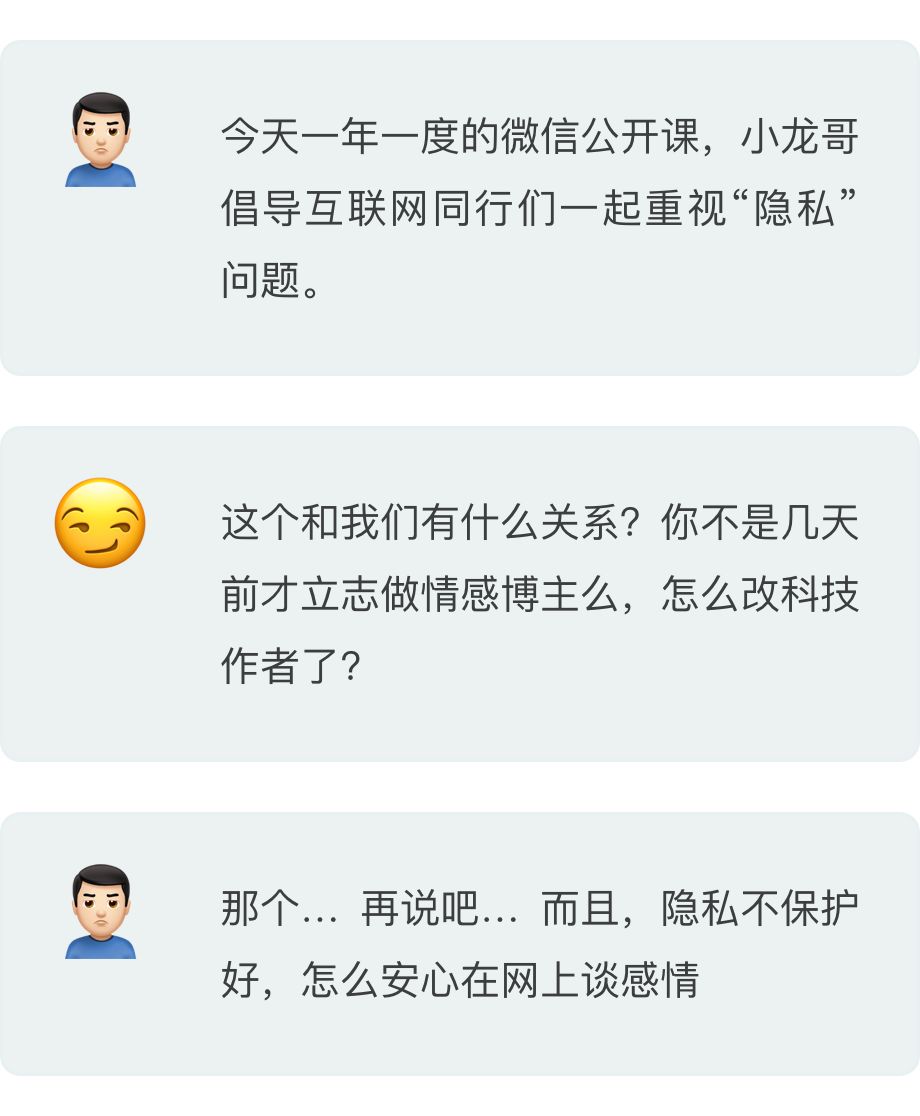 今天一年一度的微信公开课，小龙哥
倡导互联网同行们一起重视“隐私”
问题。
这个和我们有什么关系？你不是几天
前才立志做情感博主么，怎么改科技
作者了？
那个… 再说吧… 而且，隐私不保护
好，怎么安心在网上谈感情